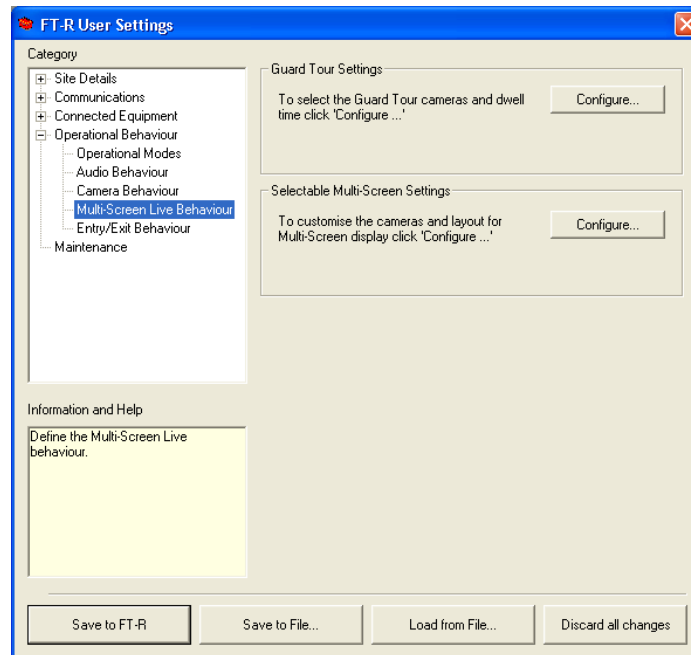 FT-R User Settings
Category
Site Details
Communications
Connected Equipment
Operational Behaviour
Operational Modes
Audio Behaviour
Camera Behaviour
Multi-Screen Live Behaviour
Entry/Exit Behaviour
Maintenance
Guard Tour Settings
To select the Guard Tour cameras and dwell
time click 'Configure ...'
Configure...
Selectable Multi-Screen Settings
To customise the cameras and layout for
Multi-Screen display click 'Configure ...'
Configure...
Information and Help
Define the Multi-Screen Live
behaviour.
Save to FT-R
Save to File...
Load from File...
Discard all changes